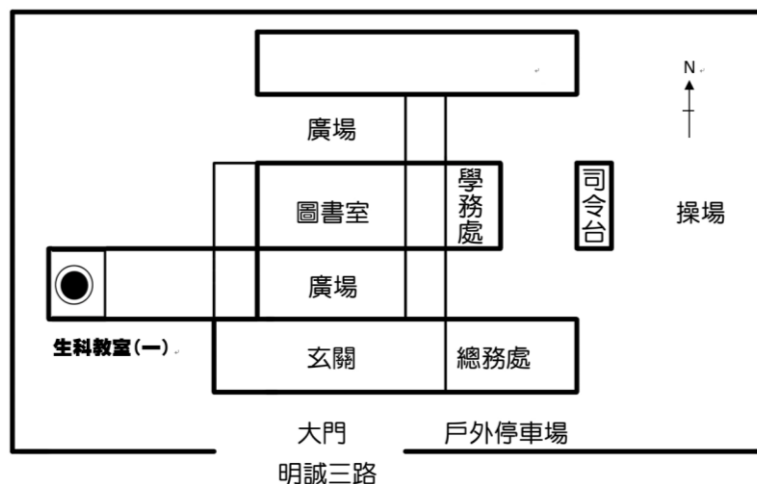 N
廣場
圖書室
學務處
司令台
操場
廣場
生科教室(一)
玄關
總務處
大門
戶外停車場
明誠三路